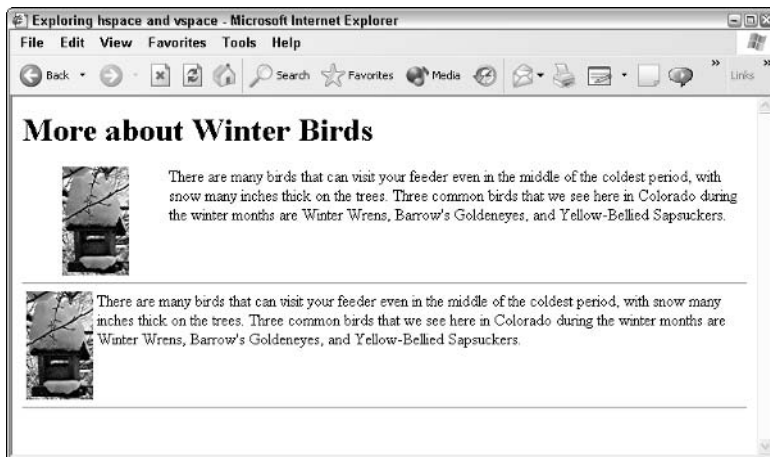 Exploring hspace and vspace - Microsoft Internet Explorer
File Edit View Favorites Tools Help
Back Search Favorites Media » Links »
More about Winter Birds
There are many birds that can visit your feeder even in the middle of the coldest period, with
snow many inches thick on the trees. Three common birds that we see here in Colorado during
the winter months are Winter Wrens, Barrow's Goldeneyes, and Yellow-Bellied Sapsuckers.
There are many birds that can visit your feeder even in the middle of the coldest period, with snow many
inches thick on the trees. Three common birds that we see here in Colorado during the winter months are
Winter Wrens, Barrow's Goldeneyes, and Yellow-Bellied Sapsuckers.